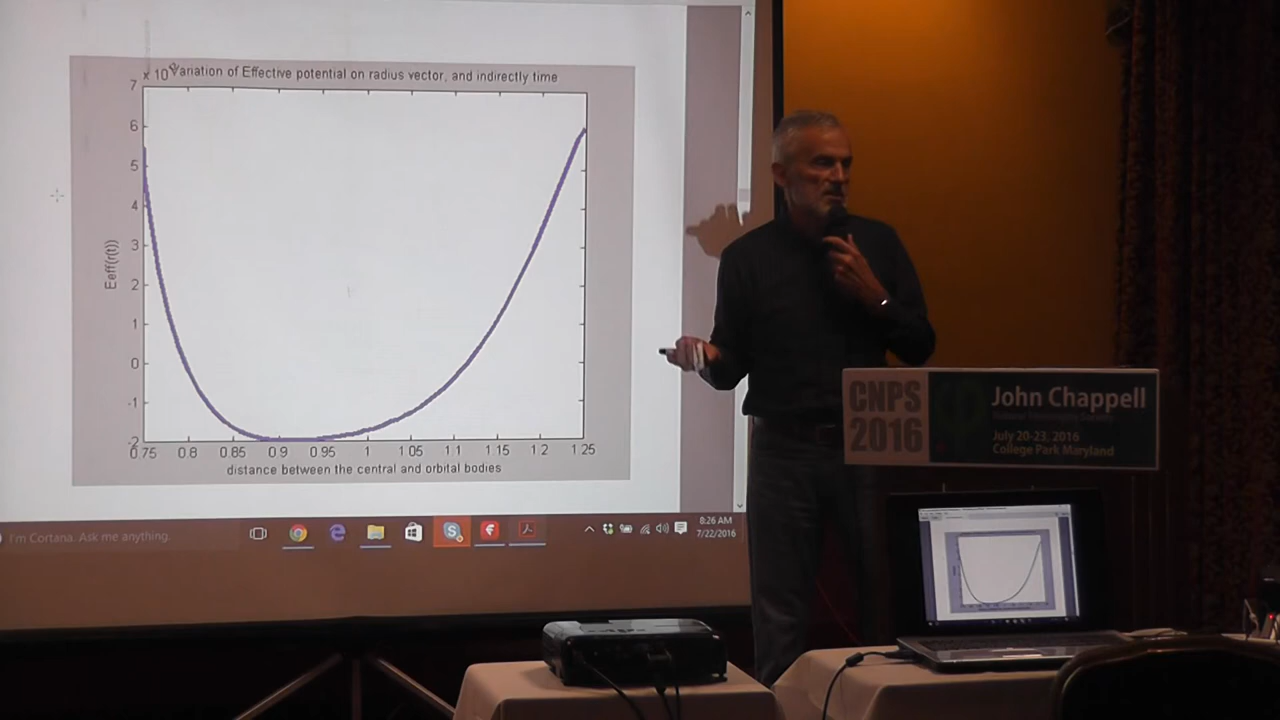 × 10
Variation of Effective potential on radius vector, and indirectly time
7
6
5
4
3
2
1
0
-1
-2
Eeff(r(t))
0.75 0.8 0.85 0.9 0.95 1 1.05 1.1 1.15 1.2 1.25
distance between the central and orbital bodies
I'm Cortana. Ask me anything.
8:26 AM
7/22/2016
CNPS
2016
John Chappell
July 20-23, 2016
College Park Maryland